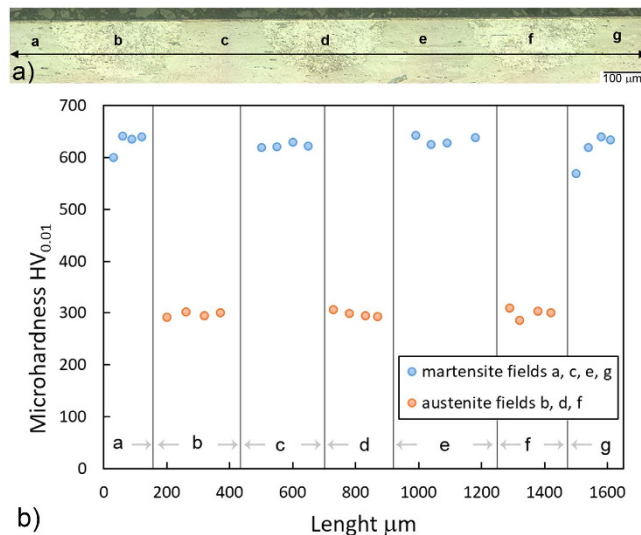 a b c d e f g
a) 100 μm
700
600
500
400
300
200
100
0
Microhardness HV0.01
martensite fields a, c, e, g
austenite fields b, d, f
a b c d e f g
0 200 400 600 800 1000 1200 1400 1600
b) Lenght μm